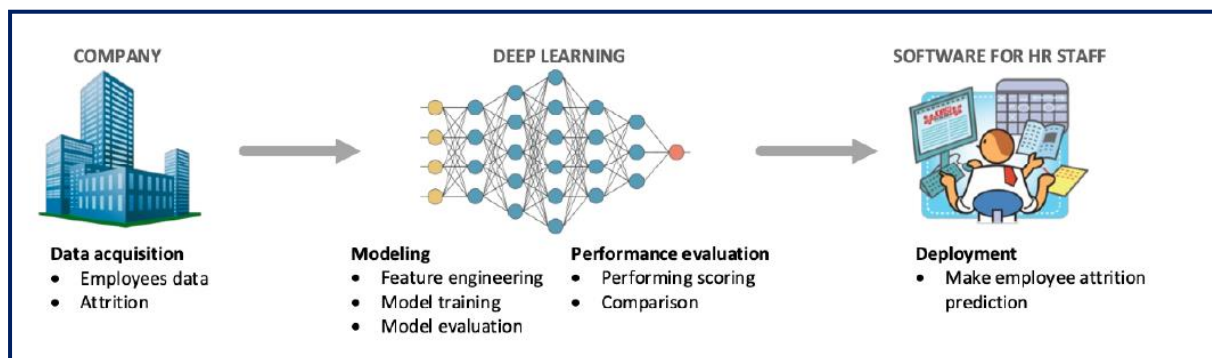 COMPANY
DEEP LEARNING
SOFTWARE FOR HR STAFF
Data acquisition
• Employees data
• Attrition
Modeling
• Feature engineering
• Model training
• Model evaluation
Performance evaluation
• Performing scoring
• Comparison
Deployment
• Make employee attrition
prediction